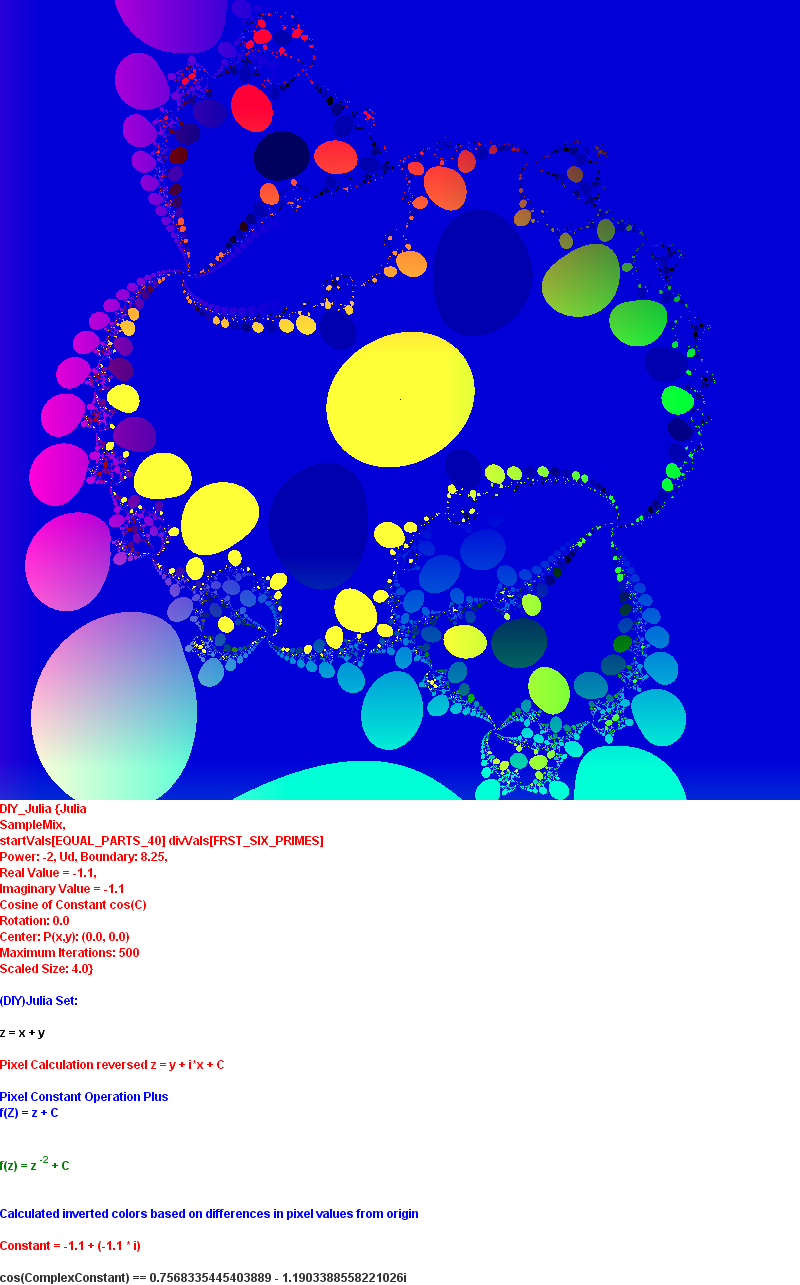 DIY_Julia {Julia
SampleMix,
startVals[EQUAL_PARTS_40] divVals[FRST_SIX_PRIMES]
Power: -2, Ud, Boundary: 8.25,
Real Value = -1.1,
Imaginary Value = -1.1
Cosine of Constant cos(C)
Rotation: 0.0
Center: P(x,y): (0.0, 0.0)
Maximum Iterations: 500
Scaled Size: 4.0}
(DIY)Julia Set:
z = x + y
Pixel Calculation reversed z = y + i*x + C
Pixel Constant Operation Plus
f(Z) = z + C
f(z) = z -2 + C
Calculated inverted colors based on differences in pixel values from origin
Constant = -1.1 + (-1.1 * i)
cos(ComplexConstant) == 0.7568335445403889 - 1.1903388558221026i